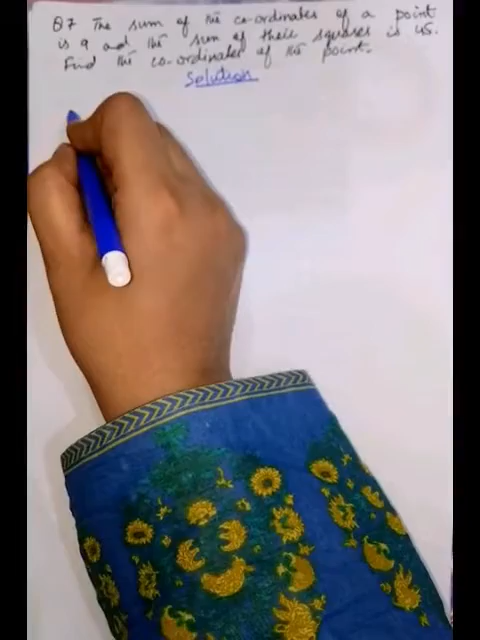 Q7 The sum of the co-ordinates of a point
is 9 and the sum of their squares is 45.
Find the co-ordinates of the point.
Solution